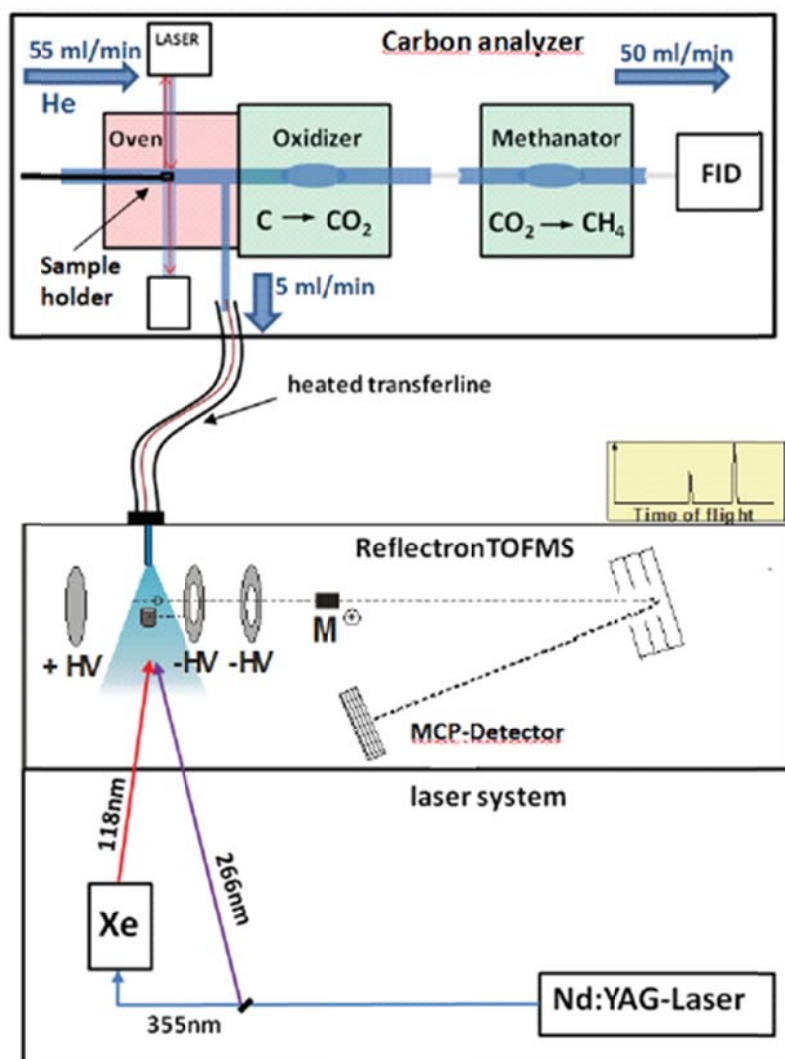 55 ml/min
He
LASER
Carbon analyzer
50 ml/min
Oven
Oxidizer
Methanator
FID
C → CO₂
CO₂ → CH₄
Sample
holder
5 ml/min
heated transferline
Time of flight
ReflectronTOFMS
+ HV
-HV
-HV
M
+
MCP-Detector
laser system
118nm
266nm
Xe
355nm
Nd:YAG-Laser